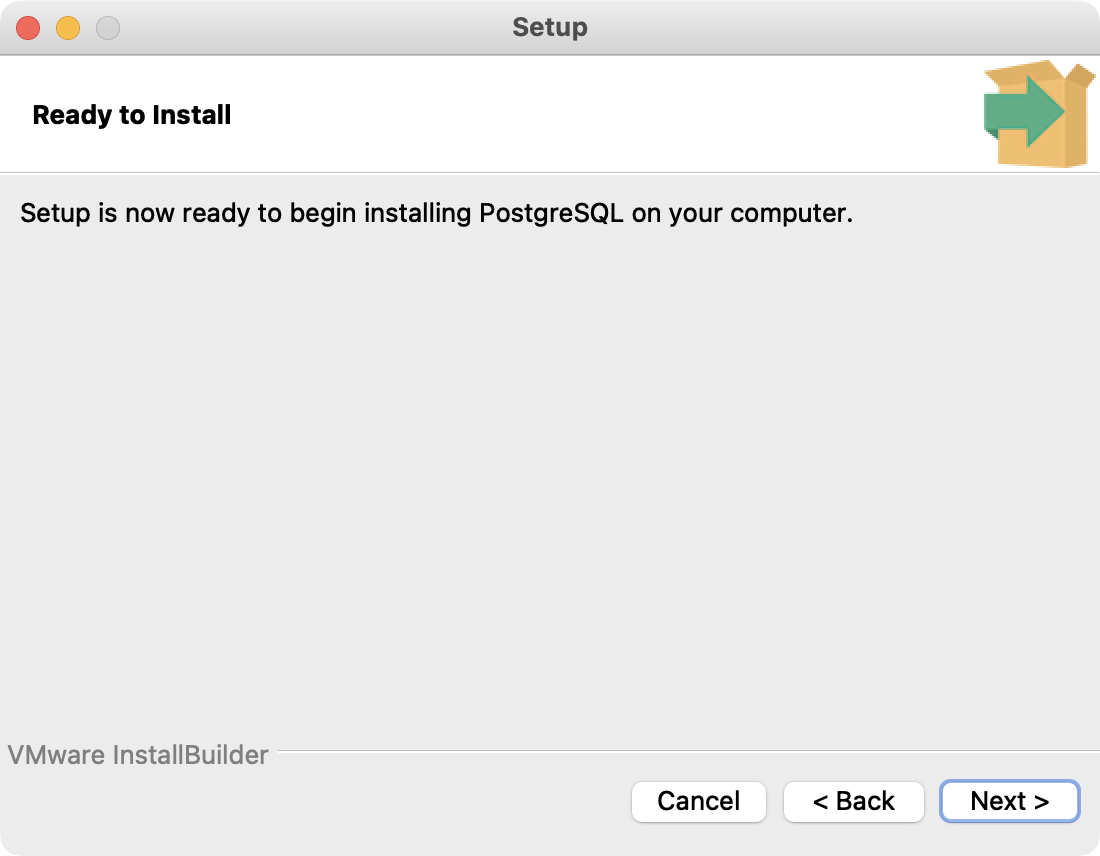 Setup
Ready to Install
Setup is now ready to begin installing PostgreSQL on your computer.
VMware InstallBuilder
Cancel
< Back
Next >